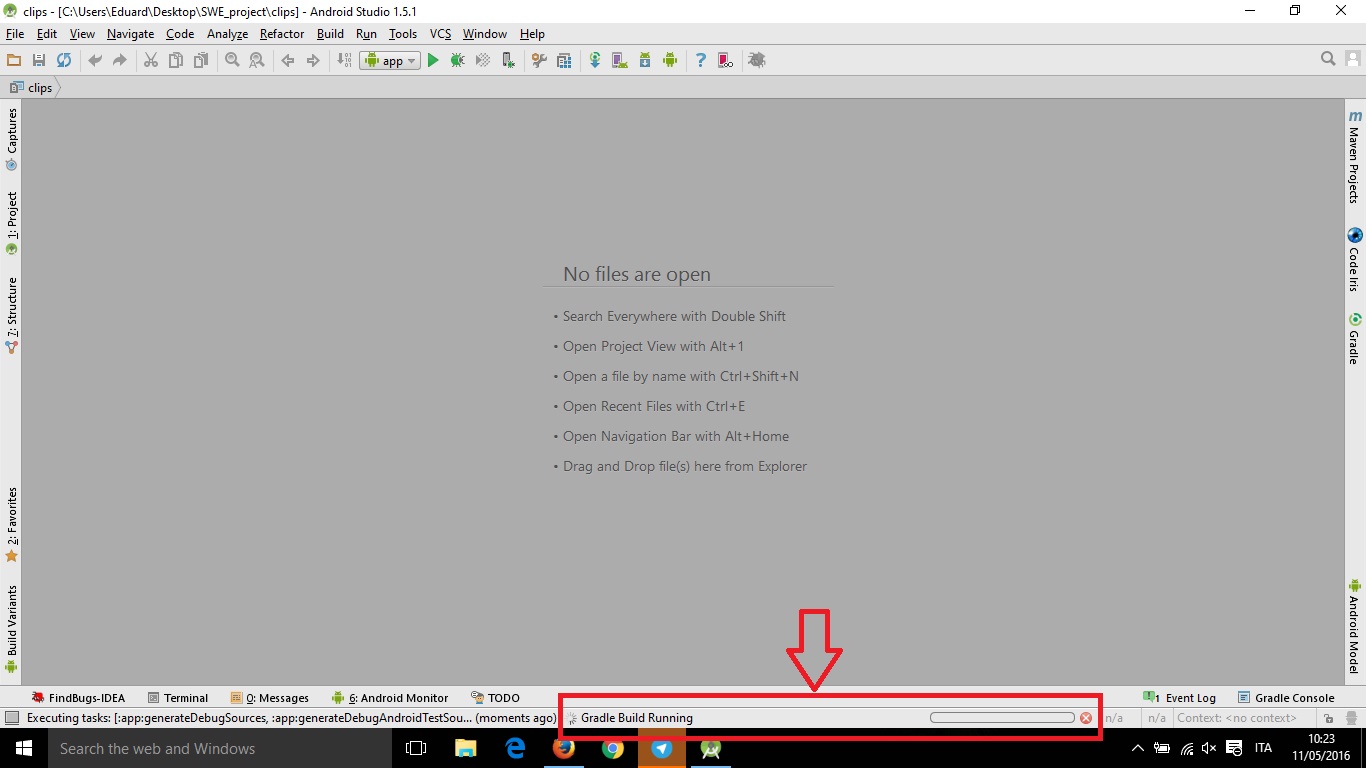 clips - [C:\Users\Eduard\Desktop\SWE_project\clips] - Android Studio 1.5.1
File Edit View Navigate Code Analyze Refactor Build Run Tools VCS Window Help
app
clips
Captures
1: Project
7: Structure
2: Favorites
Build Variants
No files are open
• Search Everywhere with Double Shift
• Open Project View with Alt+1
• Open a file by name with Ctrl+Shift+N
• Open Recent Files with Ctrl+E
• Open Navigation Bar with Alt+Home
• Drag and Drop file(s) here from Explorer
m
Maven Projects
Code Iris
Gradle
Android Model
FindBugs-IDEA Terminal 0: Messages 6: Android Monitor TODO 1 Event Log Gradle Console
Executing tasks: [:app:generateDebugSources, :app:generateDebugAndroidTestSou... (moments ago) Gradle Build Running n/a n/a Context: <no context>
Search the web and Windows
ITA
10:23
11/05/2016